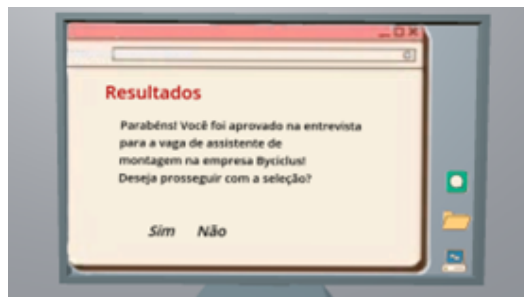 Resultados
Parabéns! Você foi aprovado na entrevista
para a vaga de assistente de
montagem na empresa Byciclus!
Deseja prosseguir com a seleção?
Sim Não